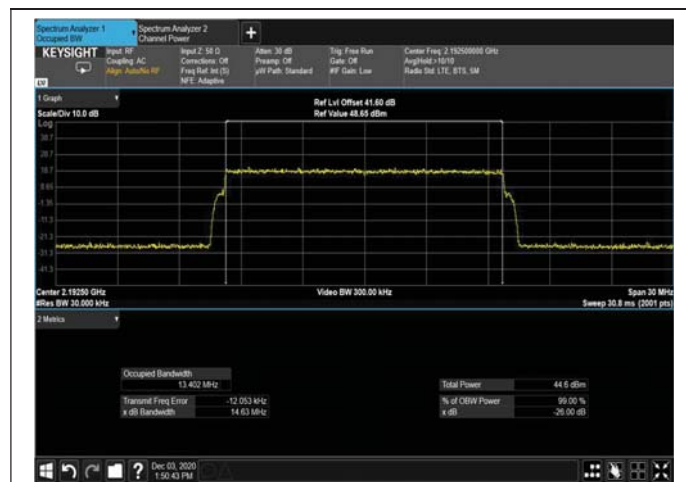 Spectrum Analyzer 1
Occupied BW
Spectrum Analyzer 2
Channel Power
+
KEYSIGHT
Input: RF
Coupling: AC
Align: Auto/No RF
Input Z: 50 Ω
Corrections: Off
Freq Ref: Int (S)
NFE: Adaptive
Atten: 30 dB
Preamp: Off
µW Path: Standard
Trig: Free Run
Gate: Off
#IF Gain: Low
Center Freq: 2.192500000 GHz
Avg|Hold:>10/10
Radio Std: LTE, BTS, 5M
1 Graph
Scale/Div 10.0 dB
Ref Lvl Offset 41.60 dB
Ref Value 48.65 dBm
Log
38.7
28.7
18.7
8.65
-1.35
-11.3
-21.3
-31.3
-41.3
Center 2.19250 GHz
#Res BW 30.000 kHz
Video BW 300.00 kHz
Span 30 MHz
Sweep 30.8 ms (2001 pts)
2 Metrics
Occupied Bandwidth
13.402 MHz
Transmit Freq Error -12.053 kHz
x dB Bandwidth 14.63 MHz
Total Power 44.6 dBm
% of OBW Power 99.00 %
x dB -26.00 dB
?
Dec 03, 2020
1:50:43 PM